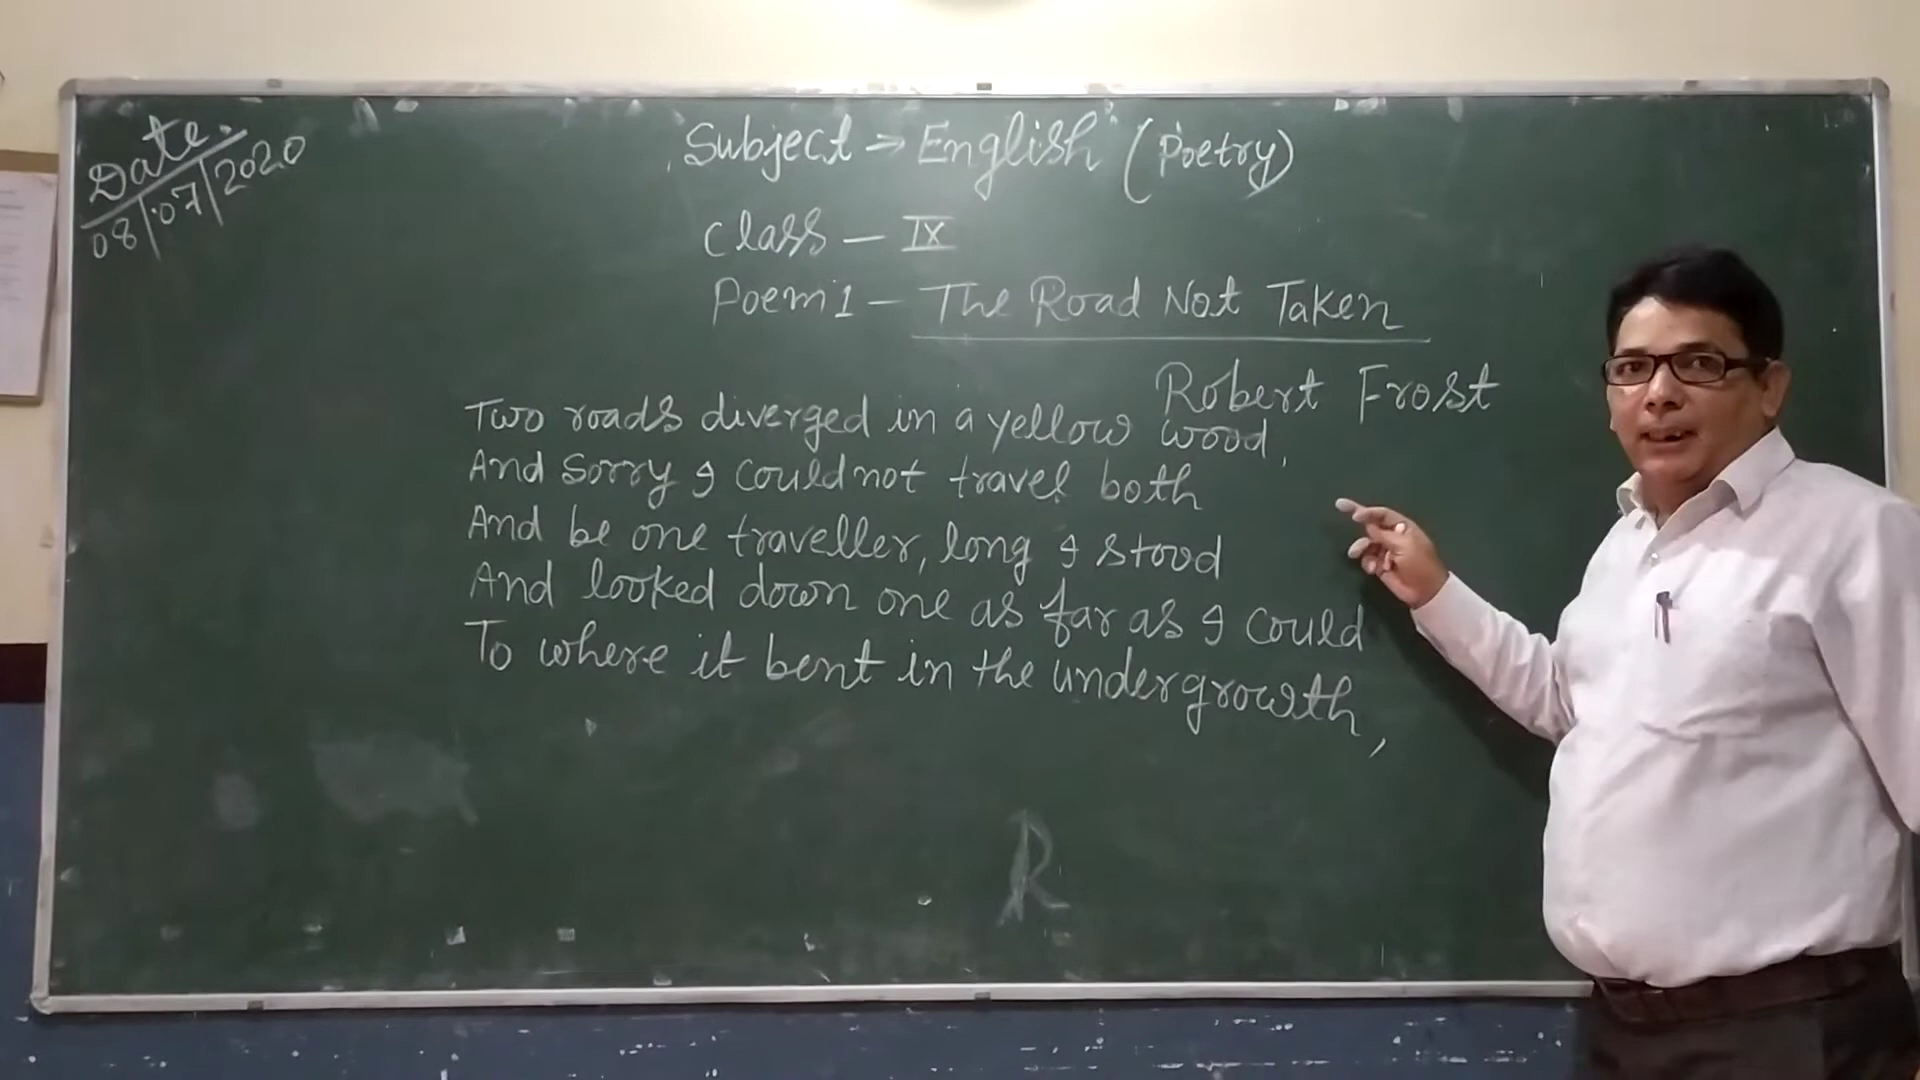 Date
08/07/2020
Subject → English (Poetry)
Class — IX
Poem 1 — The Road Not Taken
Robert Frost
Two roads diverged in a yellow wood,
And sorry I could not travel both
And be one traveller, long I stood
And looked down one as far as I could
To where it bent in the undergrowth,
R